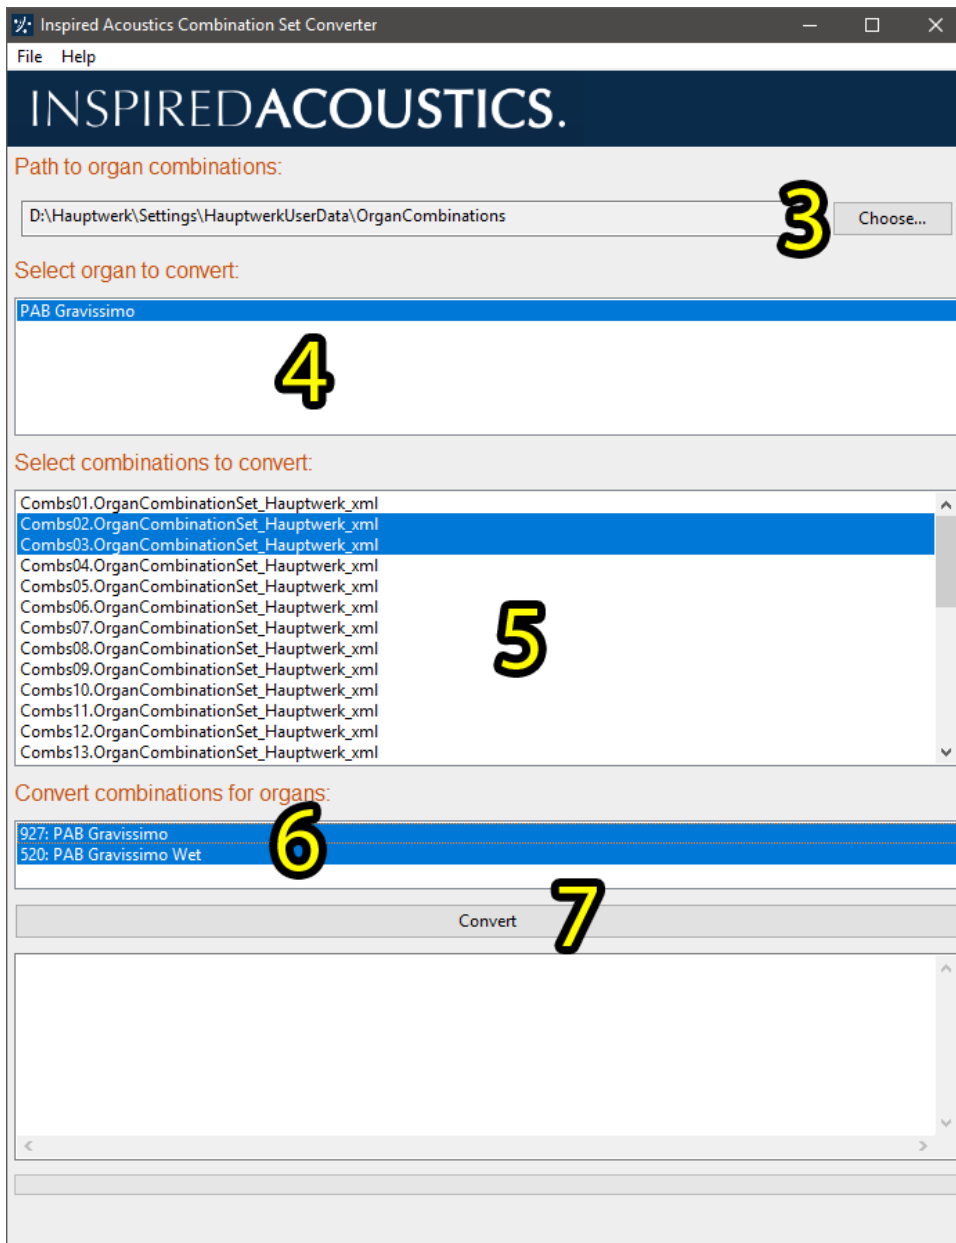 Inspired Acoustics Combination Set Converter
File Help
INSPIREDACOUSTICS.
Path to organ combinations:
D:\Hauptwerk\Settings\HauptwerkUserData\OrganCombinations
3
Choose...
Select organ to convert:
PAB Gravissimo
4
Select combinations to convert:
Combs01.OrganCombinationSet_Hauptwerk_xml
Combs02.OrganCombinationSet_Hauptwerk_xml
Combs03.OrganCombinationSet_Hauptwerk_xml
Combs04.OrganCombinationSet_Hauptwerk_xml
Combs05.OrganCombinationSet_Hauptwerk_xml
Combs06.OrganCombinationSet_Hauptwerk_xml
Combs07.OrganCombinationSet_Hauptwerk_xml
Combs08.OrganCombinationSet_Hauptwerk_xml
Combs09.OrganCombinationSet_Hauptwerk_xml
Combs10.OrganCombinationSet_Hauptwerk_xml
Combs11.OrganCombinationSet_Hauptwerk_xml
Combs12.OrganCombinationSet_Hauptwerk_xml
Combs13.OrganCombinationSet_Hauptwerk_xml
5
Convert combinations for organs:
927: PAB Gravissimo
520: PAB Gravissimo Wet
6
Convert
7